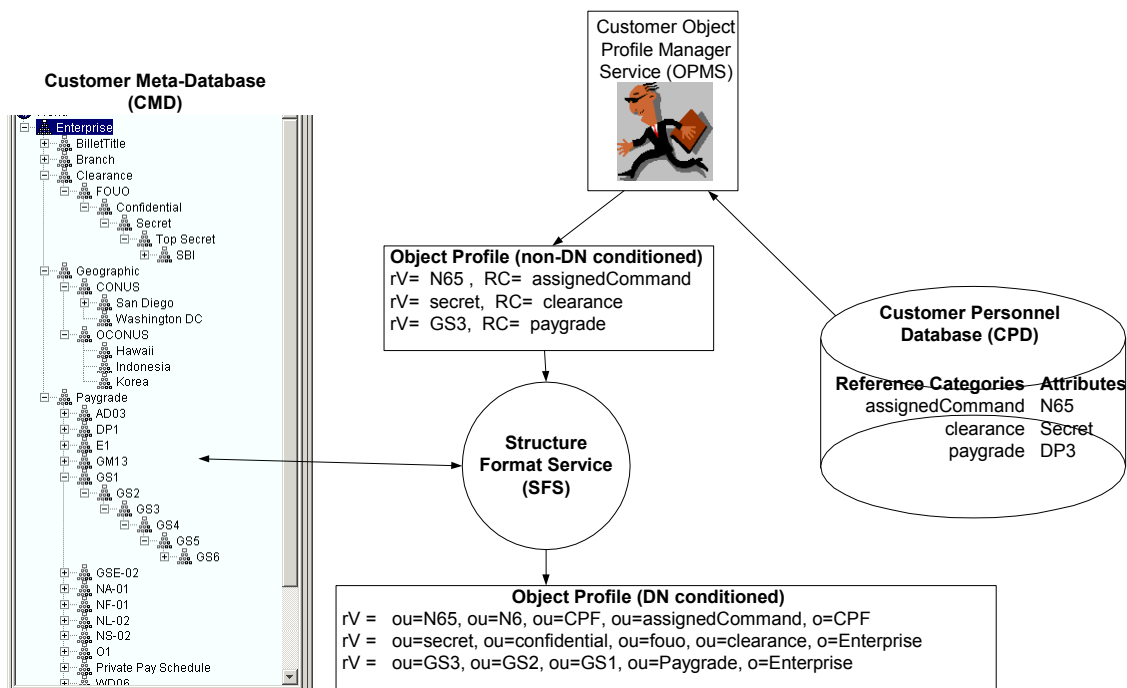 Customer Object
Profile Manager
Service (OPMS)
Customer Meta-Database
(CMD)
Enterprise
BilletTitle
Branch
Clearance
FOUO
Confidential
Secret
Top Secret
SBI
Geographic
CONUS
San Diego
Washington DC
OCONUS
Hawaii
Indonesia
Korea
Paygrade
AD03
DP1
E1
GM13
GS1
GS2
GS3
GS4
GS5
GS6
GSE-02
NA-01
NF-01
NL-02
NS-02
O1
Private Pay Schedule
WD06
Object Profile (non-DN conditioned)
rV= N65 , RC= assignedCommand
rV= secret, RC= clearance
rV= GS3, RC= paygrade
Customer Personnel
Database (CPD)
Reference Categories Attributes
assignedCommand N65
clearance Secret
paygrade DP3
Structure
Format Service
(SFS)
Object Profile (DN conditioned)
rV = ou=N65, ou=N6, ou=CPF, ou=assignedCommand, o=CPF
rV = ou=secret, ou=confidential, ou=fouo, ou=clearance, o=Enterprise
rV = ou=GS3, ou=GS2, ou=GS1, ou=Paygrade, o=Enterprise